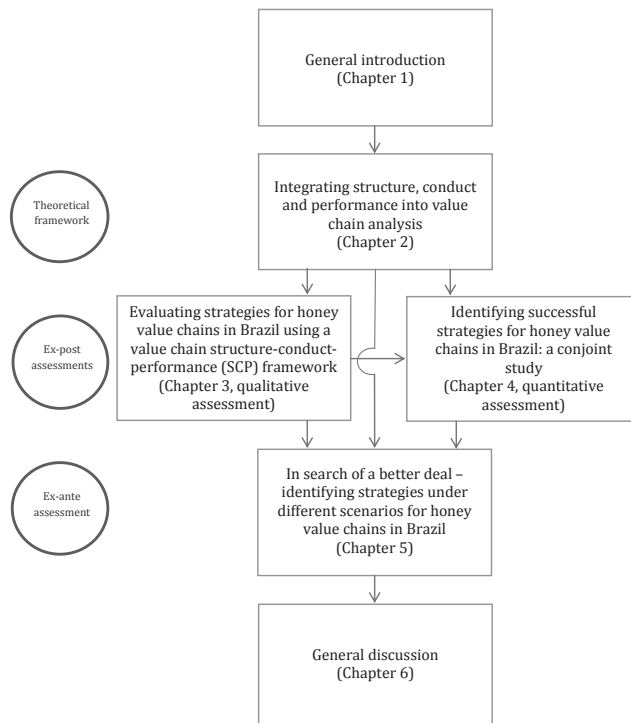 General introduction
(Chapter 1)
Theoretical
framework
Integrating structure, conduct
and performance into value
chain analysis
(Chapter 2)
Ex-post
assessments
Evaluating strategies for honey
value chains in Brazil using a
value chain structure-conduct-
performance (SCP) framework
(Chapter 3, qualitative
assessment)
Identifying successful
strategies for honey value
chains in Brazil: a conjoint
study
(Chapter 4, quantitative
assessment)
Ex-ante
assessment
In search of a better deal –
identifying strategies under
different scenarios for honey
value chains in Brazil
(Chapter 5)
General discussion
(Chapter 6)